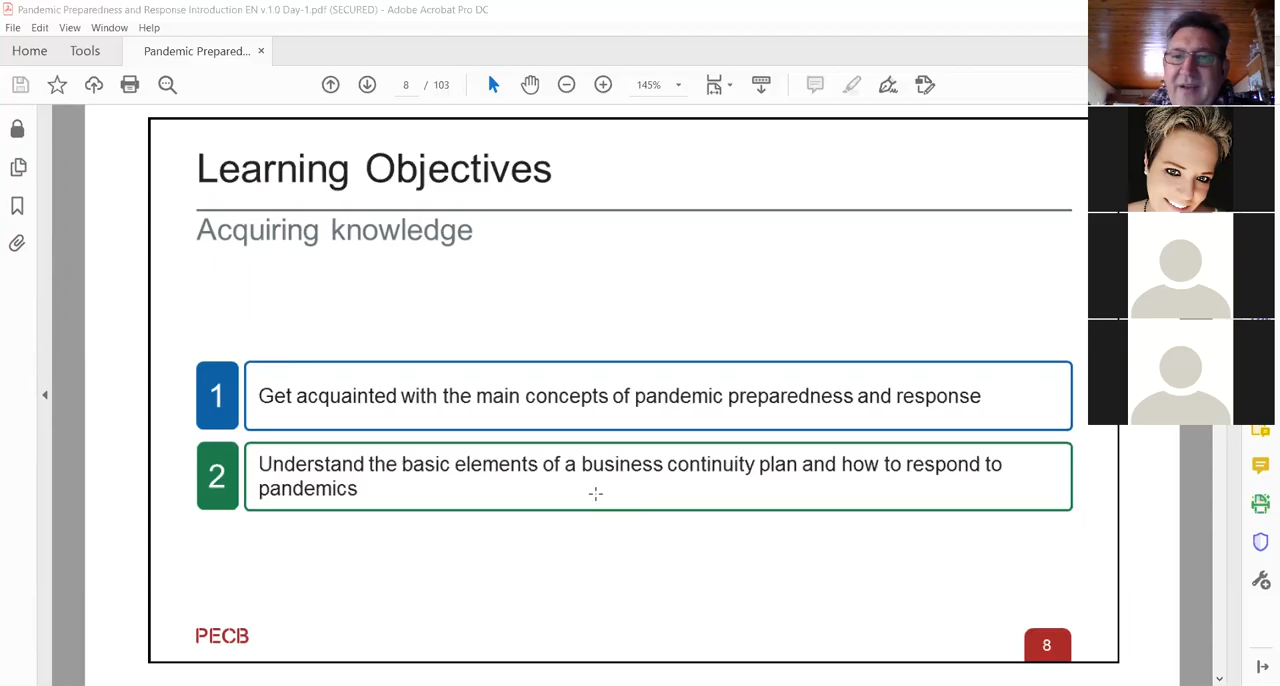 Pandemic Preparedness and Response Introduction EN v.1.0 Day-1.pdf (SECURED) - Adobe Acrobat Pro DC
File Edit View Window Help
Home Tools Pandemic Prepared... ×
8 / 103 145%
Learning Objectives
Acquiring knowledge
1 Get acquainted with the main concepts of pandemic preparedness and response
2 Understand the basic elements of a business continuity plan and how to respond to
pandemics
PECB
8